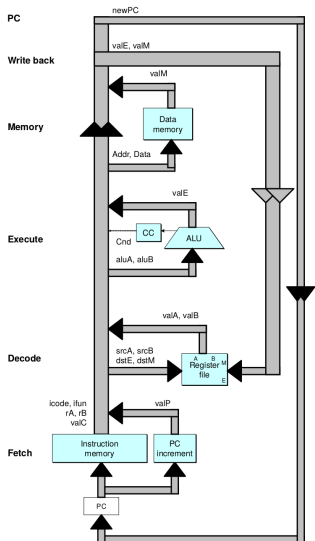 newPC
PC
valE, valM
Write back
valM
Memory
Data
memory
Addr, Data
valE
Execute
CC
ALU
Cnd
aluA, aluB
valA, valB
Decode
srcA, srcB
dstE, dstM
A B
M
Register
file
E
icode, ifun
rA, rB
valC
valP
Fetch
Instruction
memory
PC
increment
PC